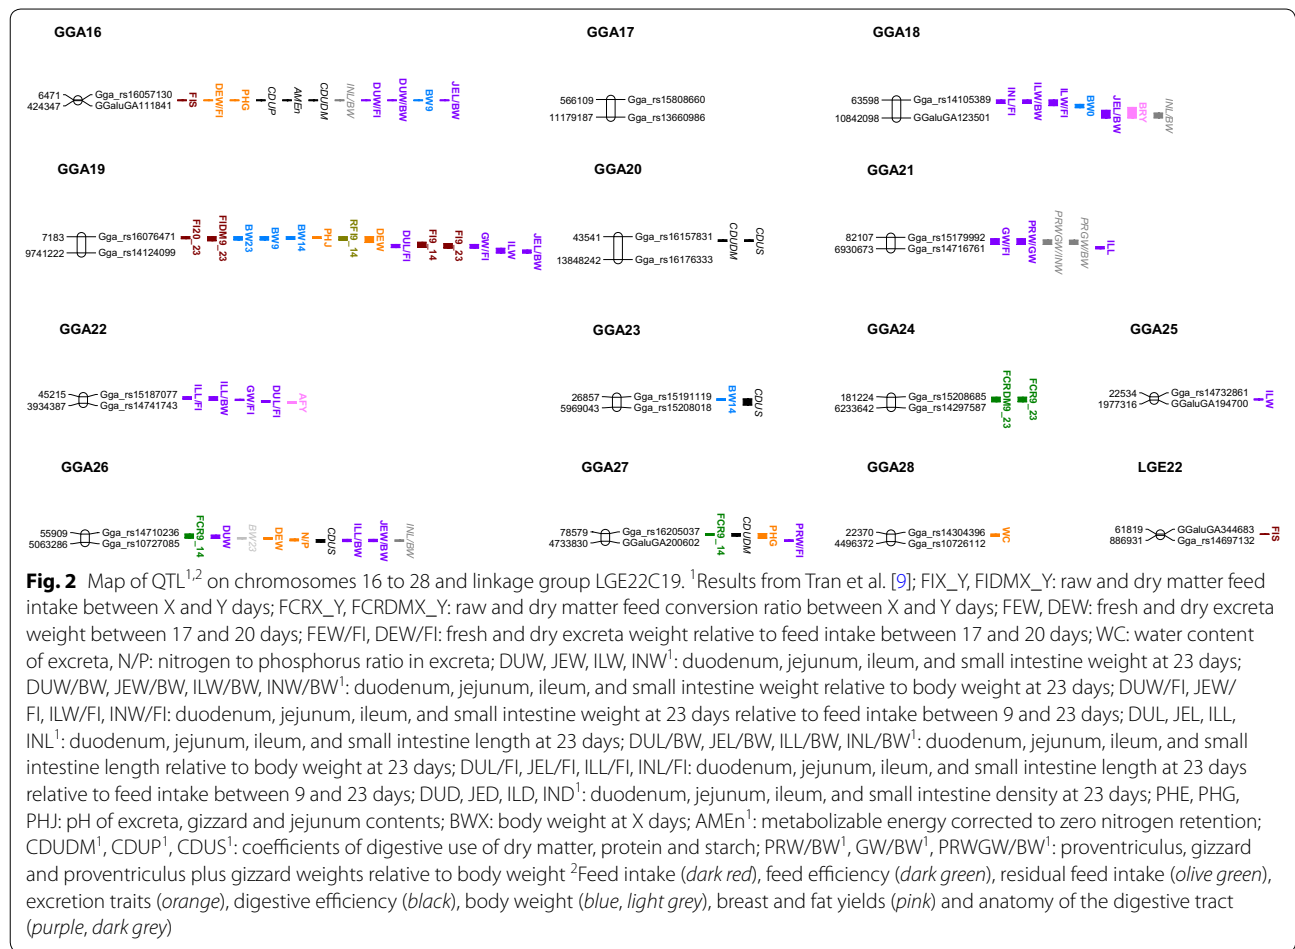 GGA16
6471 Gga_rs16057130
424347 GGaluGA111841
FIS
DEW/FI
PHG
CDUP
AMEn
CDUDM
INL/BW
DUW/FI
DUW/BW
BW9
JEL/BW
GGA17
566109 Gga_rs15808660
11179187 Gga_rs13660986
GGA18
63598 Gga_rs14105389
10842098 GGaluGA123501
INL/FI
ILW/BW
ILW/FI
BW0
JEL/BW
BRY
INL/BW
GGA19
7183 Gga_rs16076471
9741222 Gga_rs14124099
FI20_23
FIDM9_23
BW23
BW9
BW14
PHJ
RFI9_14
DEW
DUL/FI
FI9_14
FI9_23
GW/FI
ILW
JEL/BW
GGA20
43541 Gga_rs16157831
13848242 Gga_rs16176333
CDUDM
CDUS
GGA21
82107 Gga_rs15179992
6930673 Gga_rs14716761
GW/FI
PRW/GW
PRWGW/INW
PRGW/BW
ILL
GGA22
45215 Gga_rs15187077
3934387 Gga_rs14741743
ILL/FI
ILL/BW
GW/FI
DUL/FI
AFY
GGA23
26857 Gga_rs15191119
5969043 Gga_rs15208018
BW14
CDUS
GGA24
181224 Gga_rs15208685
6233642 Gga_rs14297587
FCRDM9_23
FCR9_23
GGA25
22534 Gga_rs14732861
1977316 GGaluGA194700
ILW
GGA26
55909 Gga_rs14710236
5063286 Gga_rs10727085
FCR9_14
DUW
BW23
DEW
N/P
CDUS
ILL/BW
JEW/BW
INL/BW
GGA27
78579 Gga_rs16205037
4733830 GGaluGA200602
FCR9_14
CDUDM
PHG
PRW/FI
GGA28
22370 Gga_rs14304396
4496372 Gga_rs10726112
WC
LGE22
61819 GGaluGA344683
886931 Gga_rs14697132
FIS
Fig. 2 Map of QTL1,2 on chromosomes 16 to 28 and linkage group LGE22C19. 1Results from Tran et al. [9]; FIX_Y, FIDMX_Y: raw and dry matter feed
intake between X and Y days; FCRX_Y, FCRDMX_Y: raw and dry matter feed conversion ratio between X and Y days; FEW, DEW: fresh and dry excreta
weight between 17 and 20 days; FEW/FI, DEW/FI: fresh and dry excreta weight relative to feed intake between 17 and 20 days; WC: water content
of excreta, N/P: nitrogen to phosphorus ratio in excreta; DUW, JEW, ILW, INW1: duodenum, jejunum, ileum, and small intestine weight at 23 days;
DUW/BW, JEW/BW, ILW/BW, INW/BW1: duodenum, jejunum, ileum, and small intestine weight relative to body weight at 23 days; DUW/FI, JEW/
FI, ILW/FI, INW/FI: duodenum, jejunum, ileum, and small intestine weight at 23 days relative to feed intake between 9 and 23 days; DUL, JEL, ILL,
INL1: duodenum, jejunum, ileum, and small intestine length at 23 days; DUL/BW, JEL/BW, ILL/BW, INL/BW1: duodenum, jejunum, ileum, and small
intestine length relative to body weight at 23 days; DUL/FI, JEL/FI, ILL/FI, INL/FI: duodenum, jejunum, ileum, and small intestine length at 23 days
relative to feed intake between 9 and 23 days; DUD, JED, ILD, IND1: duodenum, jejunum, ileum, and small intestine density at 23 days; PHE, PHG,
PHJ: pH of excreta, gizzard and jejunum contents; BWX: body weight at X days; AMEn1: metabolizable energy corrected to zero nitrogen retention;
CDUDM1, CDUP1, CDUS1: coefficients of digestive use of dry matter, protein and starch; PRW/BW1, GW/BW1, PRWGW/BW1: proventriculus, gizzard
and proventriculus plus gizzard weights relative to body weight 2Feed intake (dark red), feed efficiency (dark green), residual feed intake (olive green),
excretion traits (orange), digestive efficiency (black), body weight (blue, light grey), breast and fat yields (pink) and anatomy of the digestive tract
(purple, dark grey)